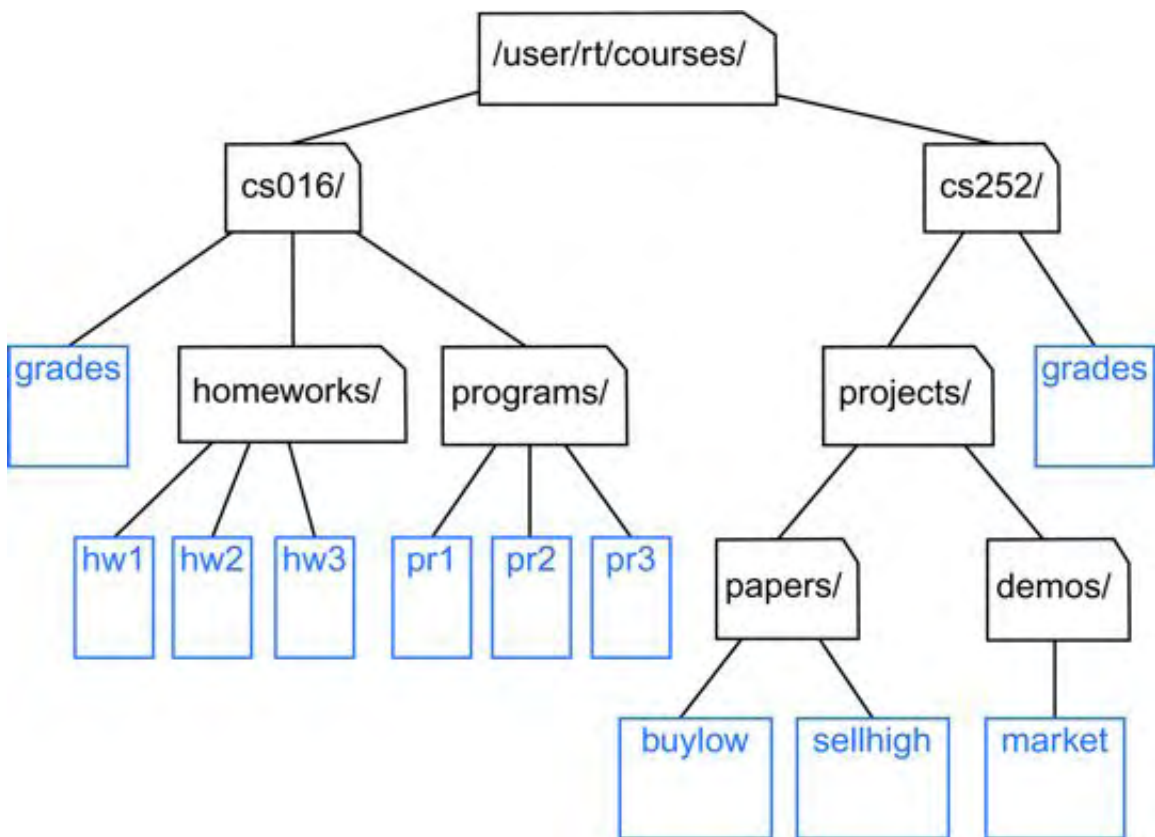 /user/rt/courses/
cs016/
cs252/
grades
homeworks/
programs/
projects/
grades
hw1
hw2
hw3
pr1
pr2
pr3
papers/
demos/
buylow
sellhigh
market